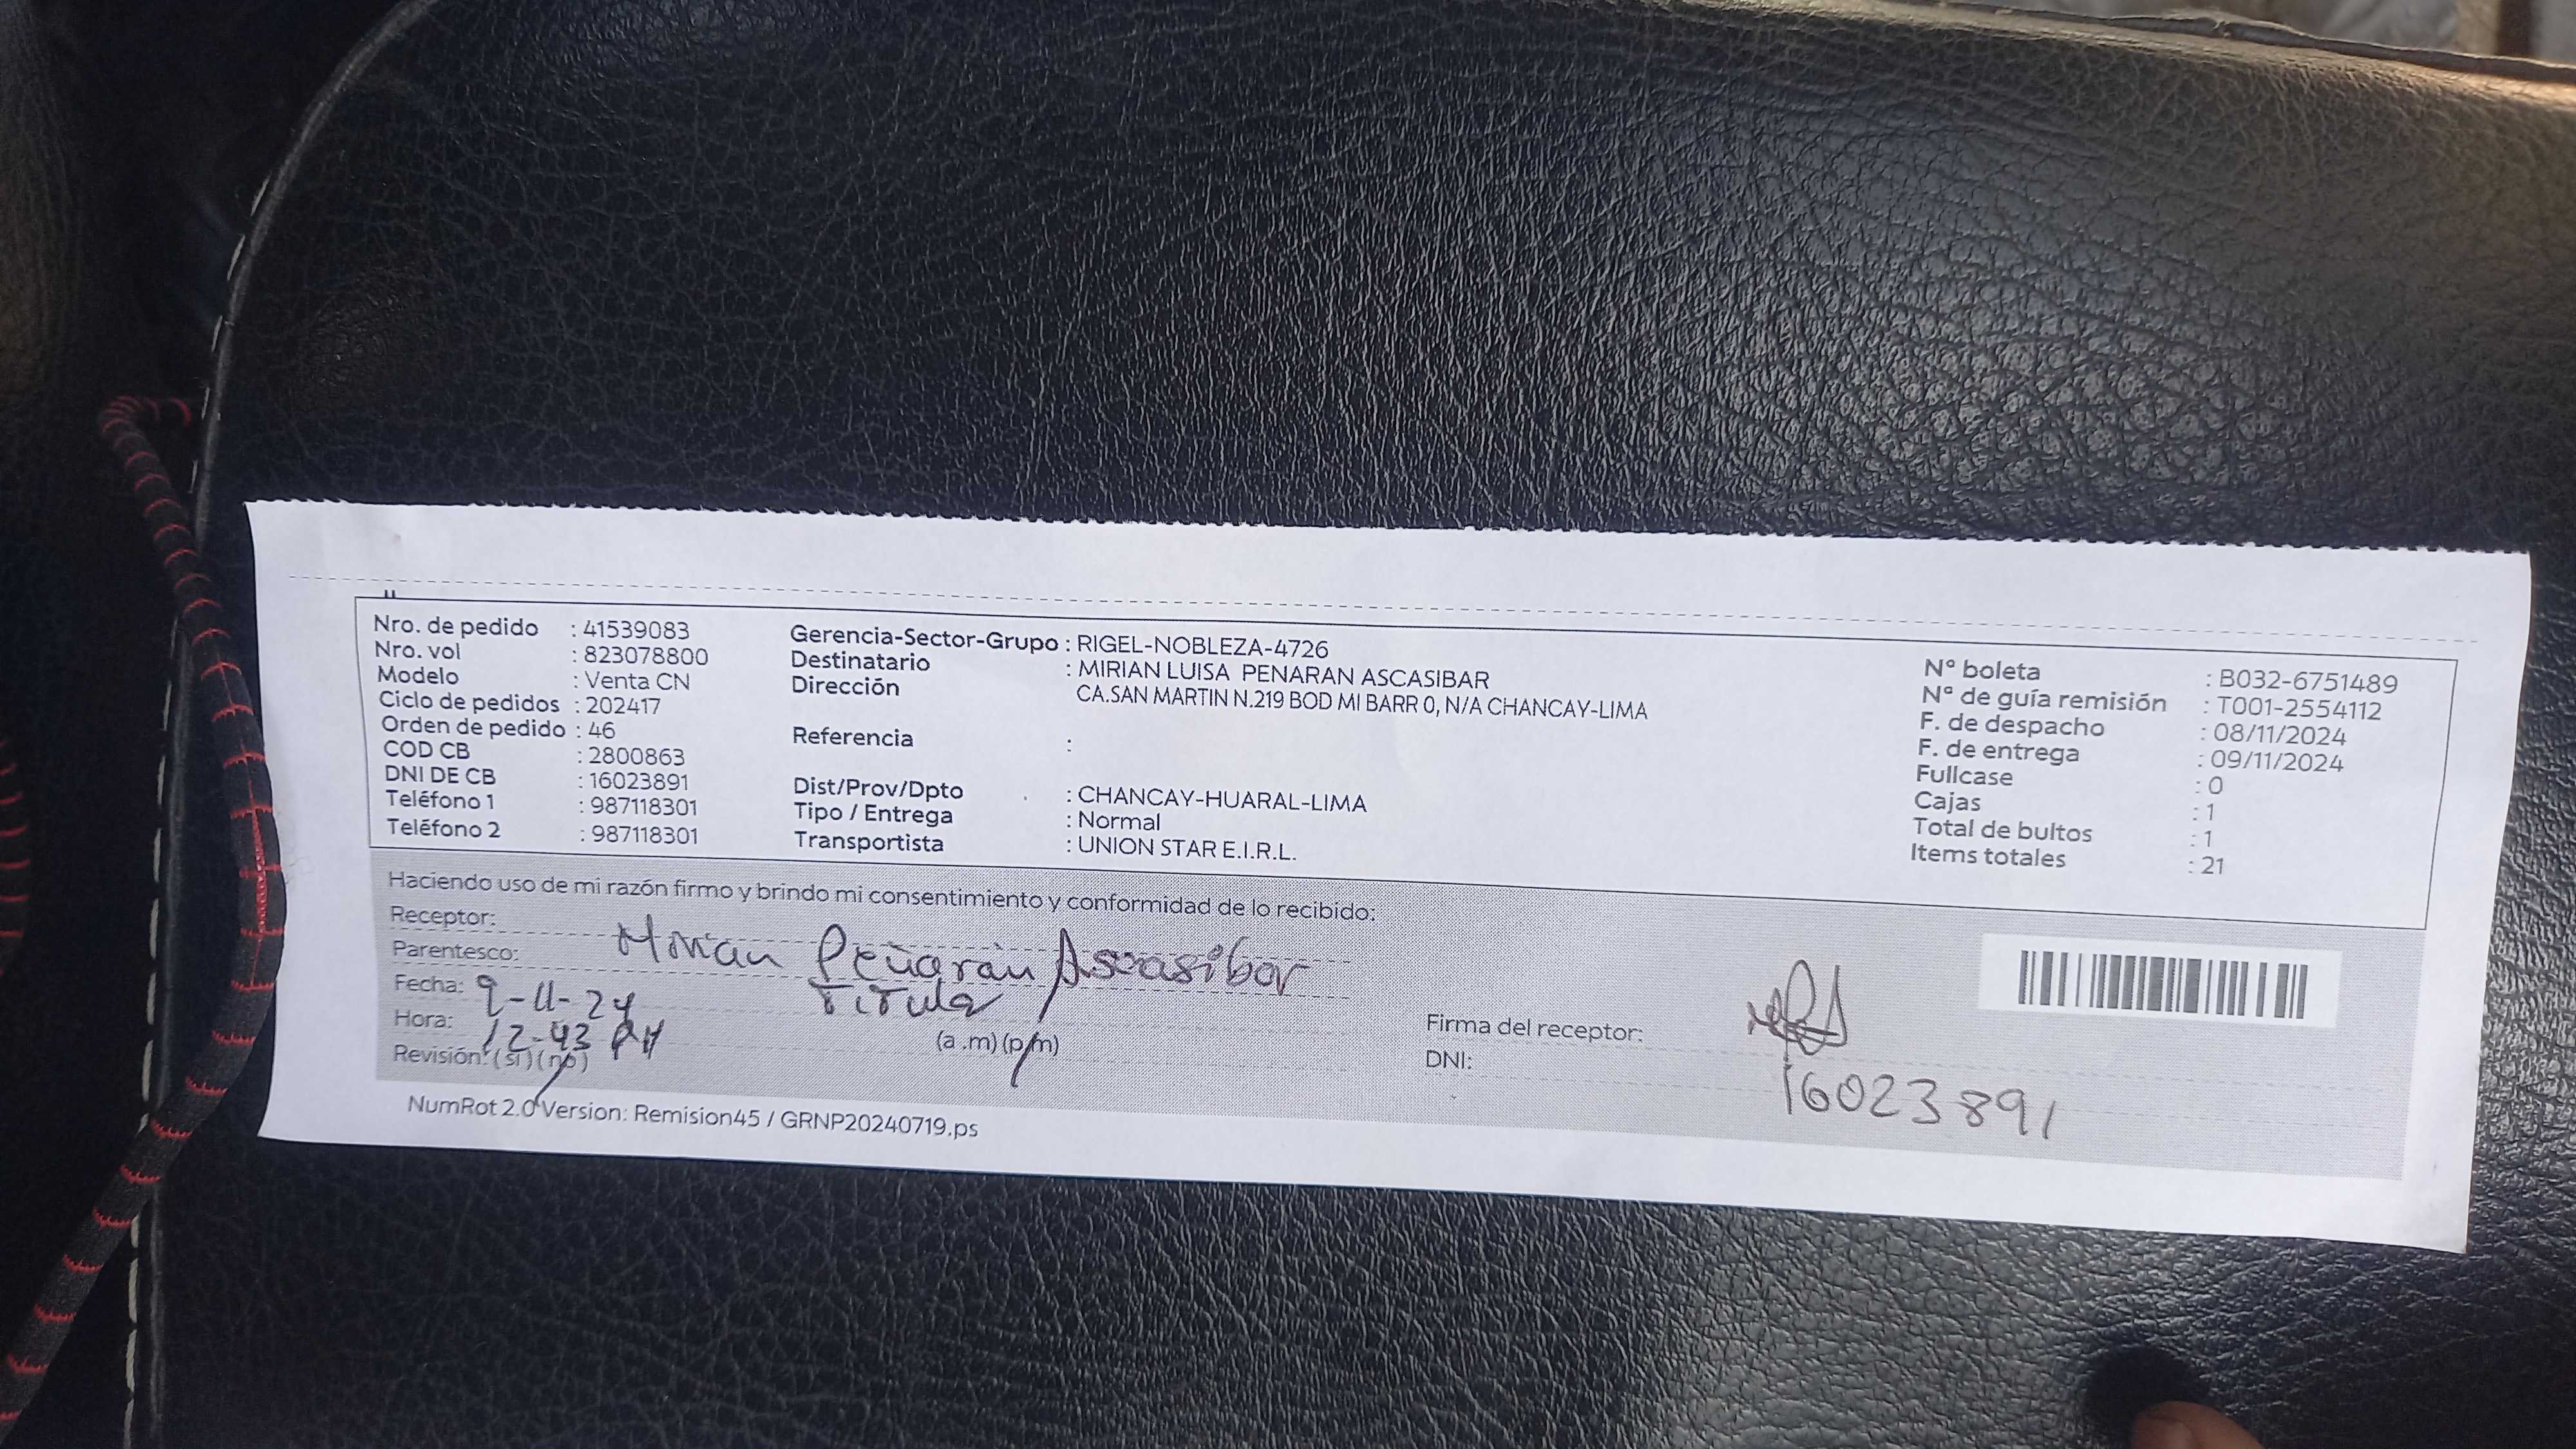 Nro. de pedido : 41539083
Nro. vol : 823078800
Modelo : Venta CN
Ciclo de pedidos : 202417
Orden de pedido : 46
COD CB : 2800863
DNI DE CB : 16023891
Teléfono 1 : 987118301
Teléfono 2 : 987118301
Gerencia-Sector-Grupo : RIGEL-NOBLEZA-4726
Destinatario : MIRIAN LUISA PENARAN ASCASIBAR
Dirección CA.SAN MARTIN N.219 BOD MI BARR 0, N/A CHANCAY-LIMA
Referencia :
Dist/Prov/Dpto : CHANCAY-HUARAL-LIMA
Tipo / Entrega : Normal
Transportista : UNION STAR E.I.R.L.
Nº boleta : B032-6751489
Nº de guía remisión : T001-2554112
F. de despacho : 08/11/2024
F. de entrega : 09/11/2024
Fullcase : 0
Cajas : 1
Total de bultos : 1
Items totales : 21
Haciendo uso de mi razón firmo y brindo mi consentimiento y conformidad de lo recibido:
Receptor: Mirian Peñaran Ascasibar
Parentesco: Titula
Fecha: 9-11-24
Hora: 12-43 PM (a .m) (p/m)
Revisión: (si) (no)
Firma del receptor:
DNI: 16023891
NumRot 2.0 Version: Remision45 / GRNP20240719.ps